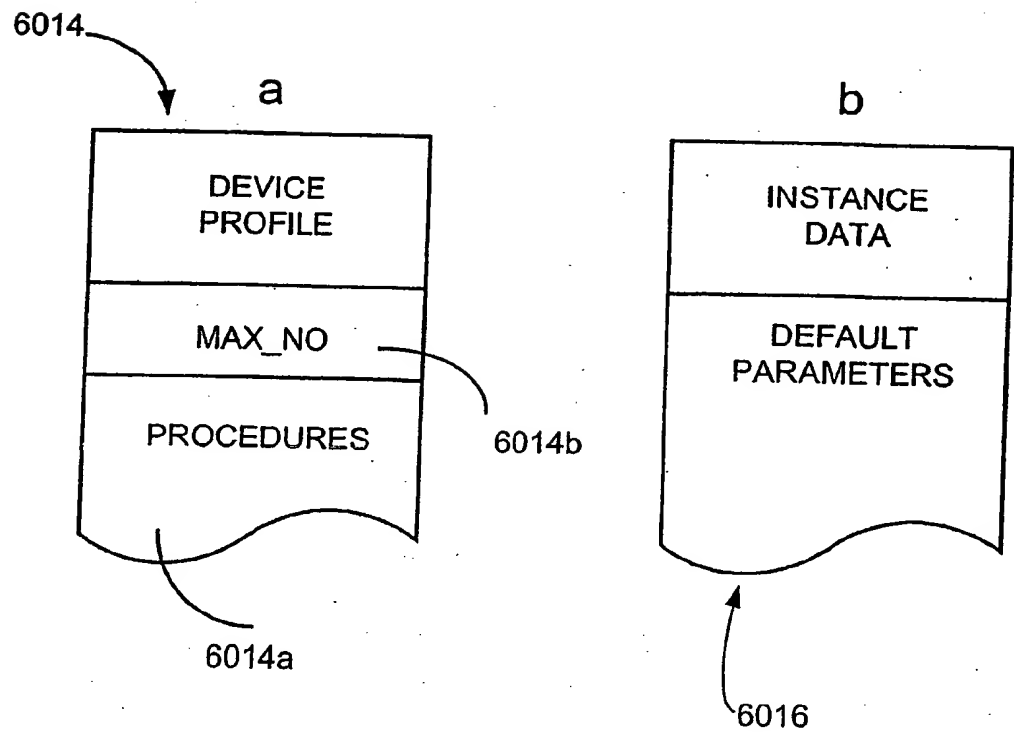 6014
a
DEVICE
PROFILE
MAX_NO
6014b
PROCEDURES
6014a
b
INSTANCE
DATA
DEFAULT
PARAMETERS
6016